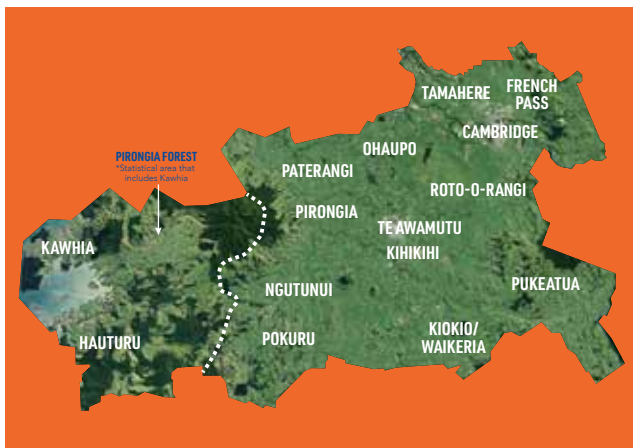 TAMAHERE
FRENCH
PASS
CAMBRIDGE
OHAUPO
PIRONGIA FOREST
*Statistical area that
includes Kawhia
PATERANGI
ROTO-O-RANGI
PIRONGIA
TE AWAMUTU
KAWHIA
KIHIKIHI
PUKEATUA
NGUTUNUI
HAUTURU
POKURU
KIOKIO/
WAIKERIA